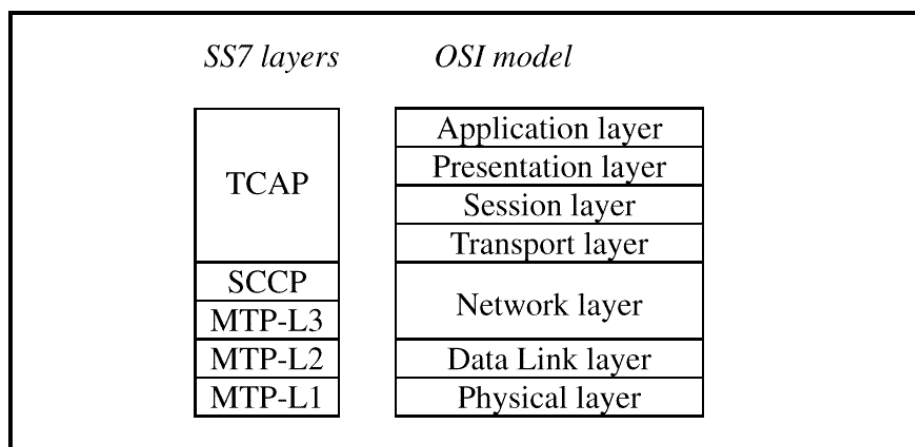 SS7 layers OSI model
TCAP
Application layer
Presentation layer
Session layer
Transport layer
SCCP
MTP-L3
Network layer
MTP-L2 Data Link layer
MTP-L1 Physical layer